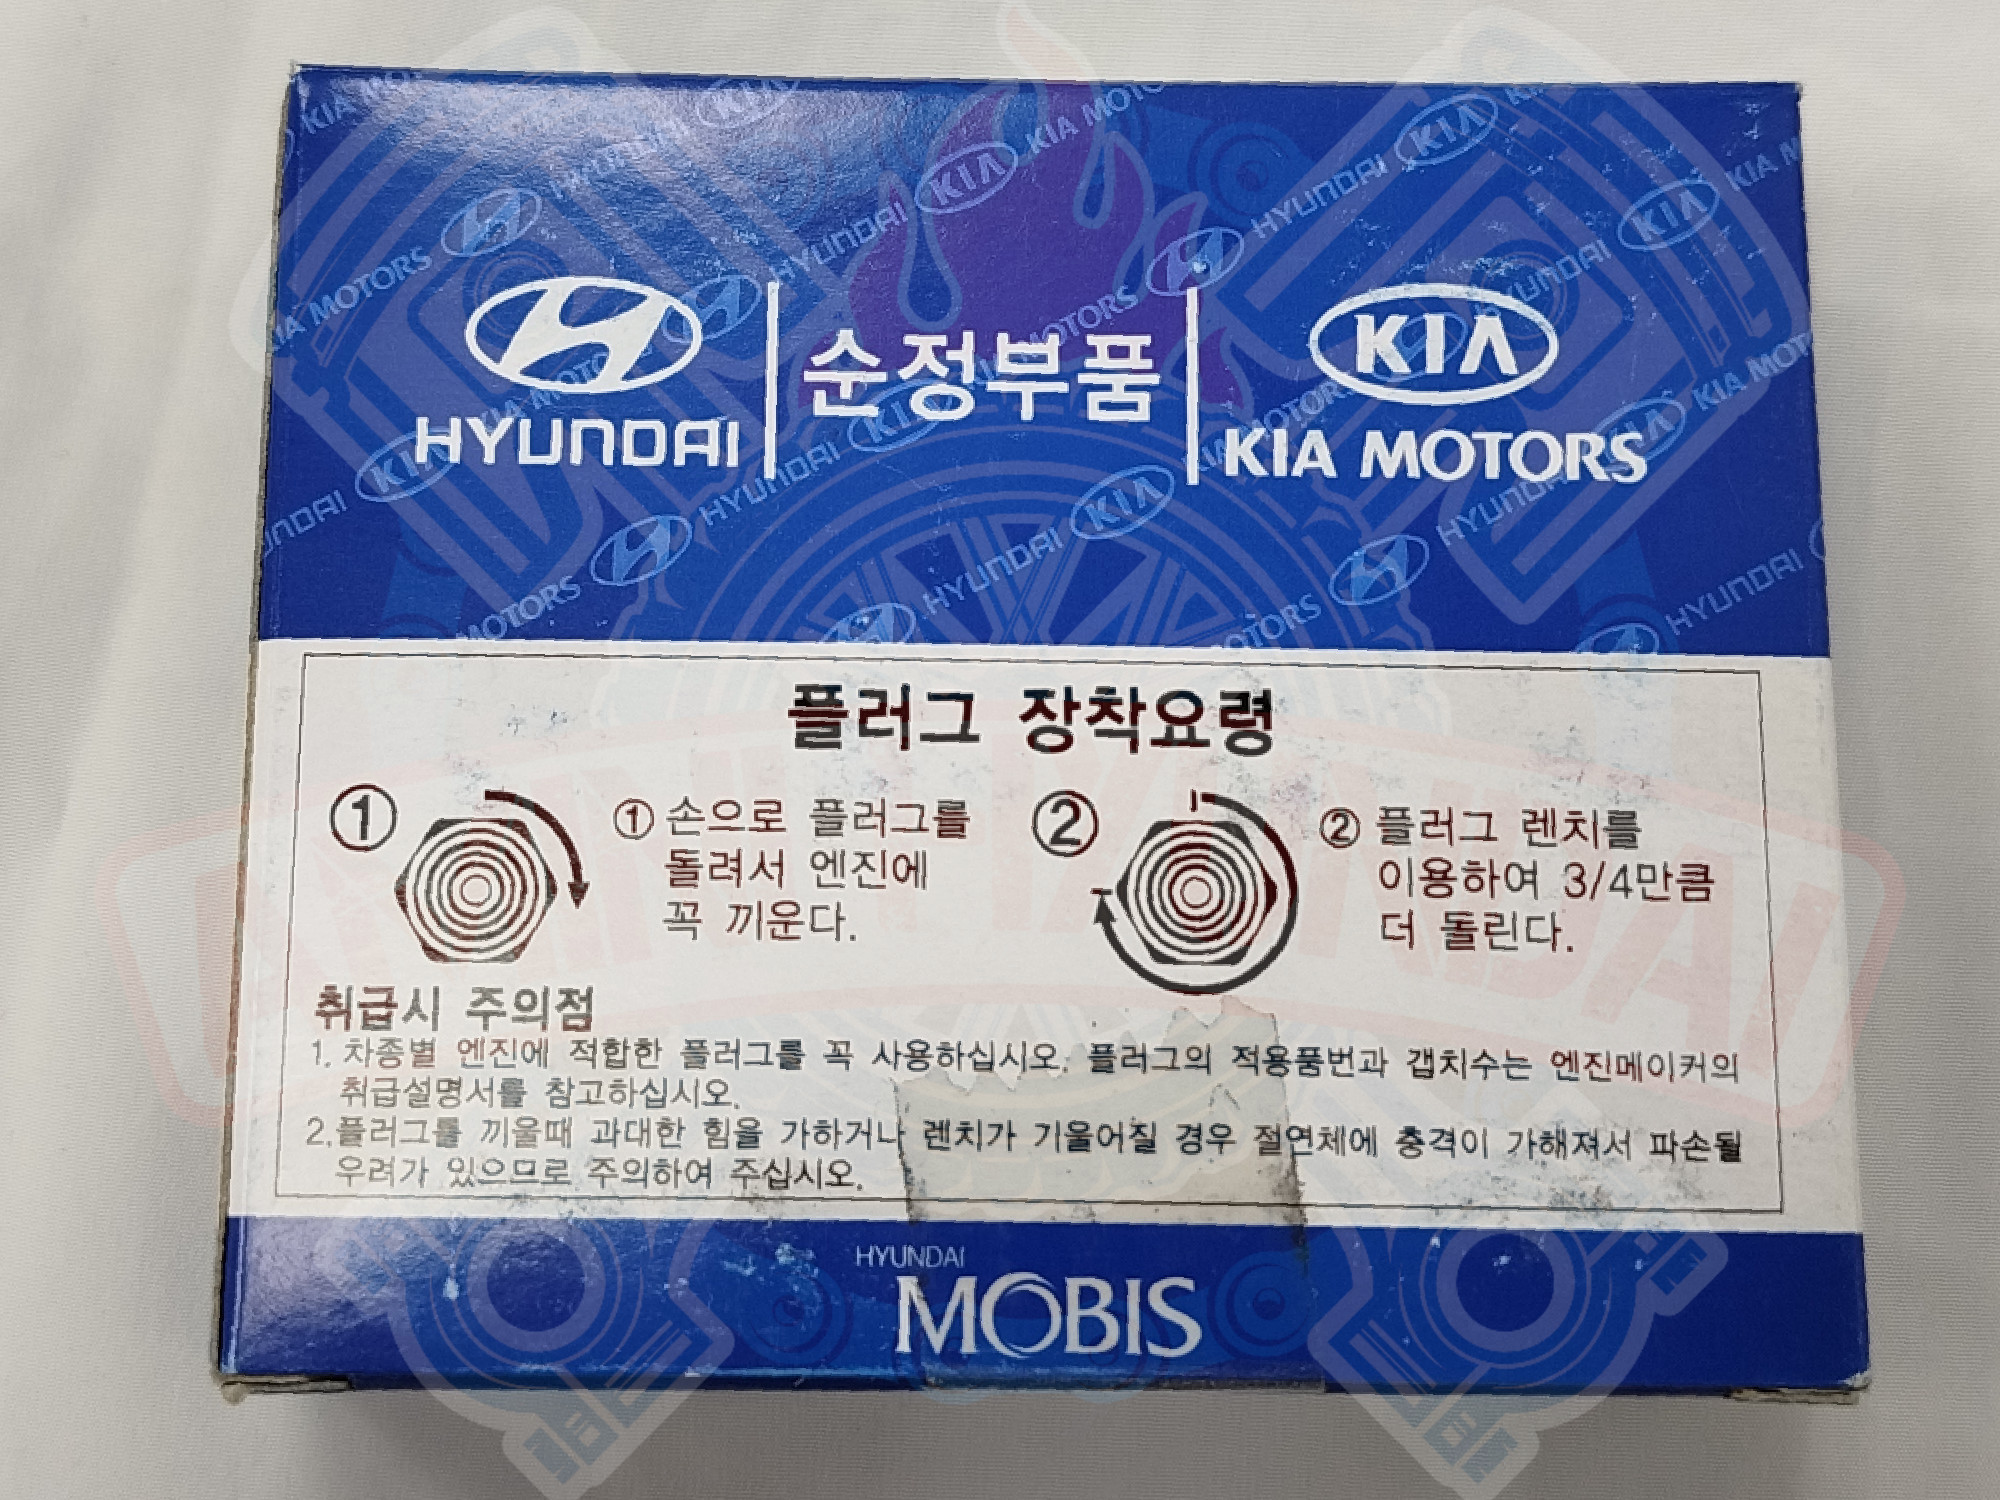 HYUNDAI
순정부품
KIA
KIA MOTORS
플러그 장착요령
①
① 손으로 플러그를
돌려서 엔진에
꼭 끼운다.
②
② 플러그 렌치를
이용하여 3/4만큼
더 돌린다.
취급시 주의점
1. 차종별 엔진에 적합한 플러그를 꼭 사용하십시오. 플러그의 적용품번과 갭치수는 엔진메이커의
취급설명서를 참고하십시오.
2.플러그를 끼울때 과대한 힘을 가하거나 렌치가 기울어질 경우 절연체에 충격이 가해져서 파손될
우려가 있으므로 주의하여 주십시오.
HYUNDAI
MOBIS